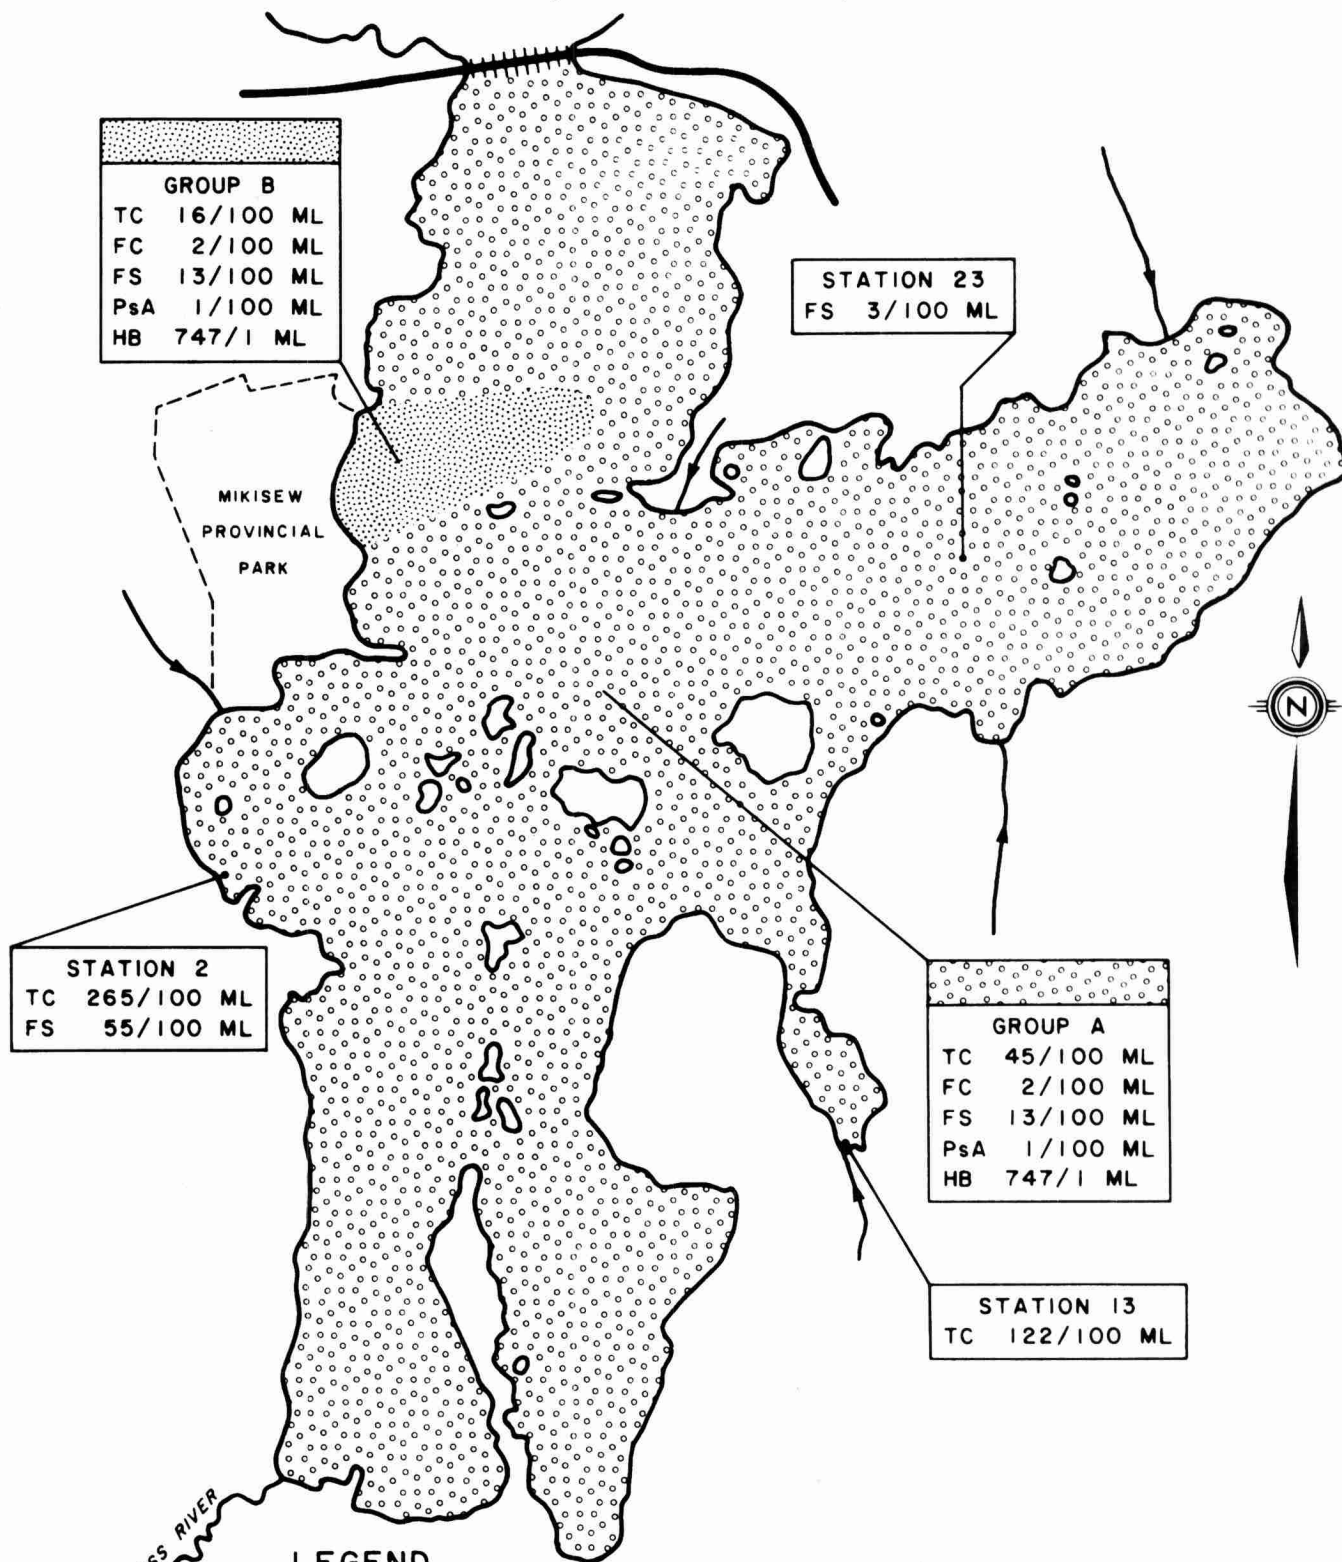 GROUP B
TC 16/100 ML
FC 2/100 ML
FS 13/100 ML
PsA 1/100 ML
HB 747/1 ML
STATION 23
FS 3/100 ML
MIKISEW
PROVINCIAL
PARK
N
STATION 2
TC 265/100 ML
FS 55/100 ML
GROUP A
TC 45/100 ML
FC 2/100 ML
FS 13/100 ML
PsA 1/100 ML
HB 747/1 ML
STATION 13
TC 122/100 ML
RIVER
LEGEND